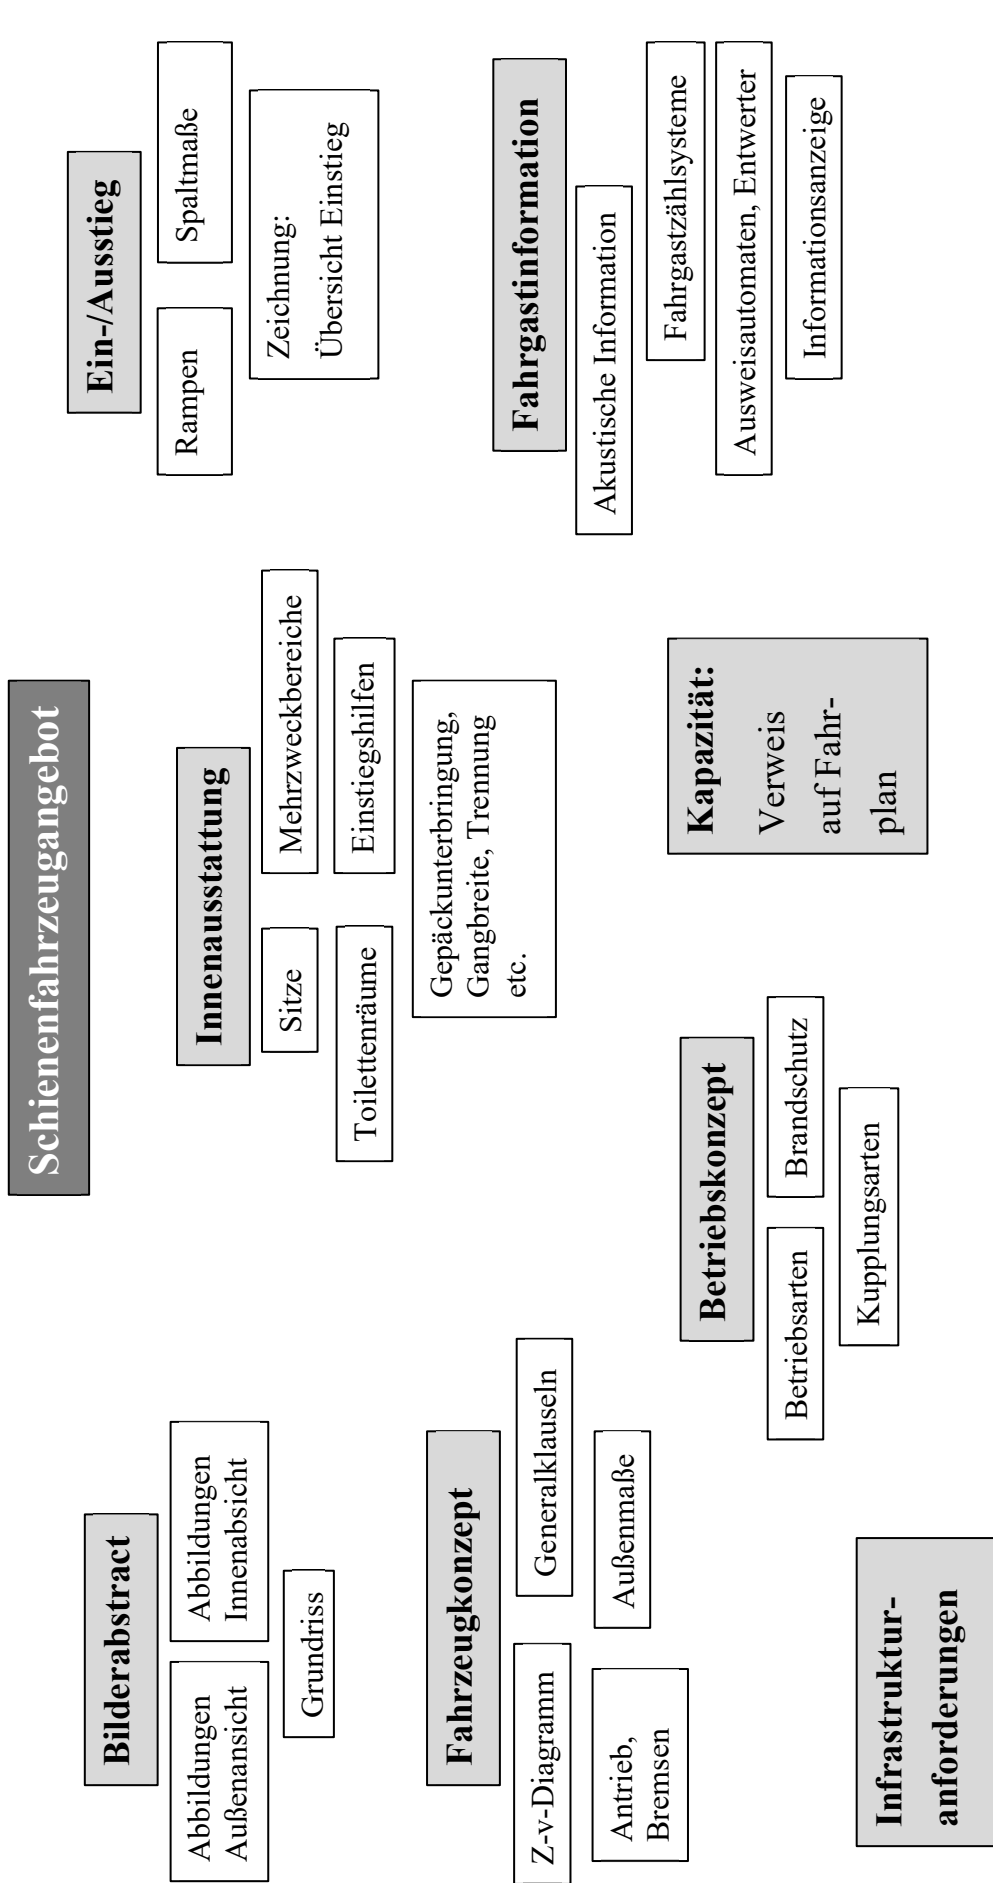 Schienenfahrzeugangebot
Bilderabstract
Abbildungen
Außenansicht
Abbildungen
Innenabsicht
Grundriss
Innenausstattung
Sitze
Mehrzweckbereiche
Toilettenräume
Einstiegshilfen
Gepäckunterbringung,
Gangbreite, Trennung
etc.
Ein-/Ausstieg
Rampen
Spaltmaße
Zeichnung:
Übersicht Einstieg
Fahrzeugkonzept
Z-v-Diagramm
Generalklauseln
Antrieb,
Bremsen
Außenmaße
Betriebskonzept
Betriebsarten
Brandschutz
Kupplungsarten
Kapazität:
Verweis
auf Fahr-
plan
Fahrgastinformation
Akustische Information
Fahrgastzählsysteme
Ausweisautomaten, Entwerter
Informationsanzeige
Infrastruktur-
anforderungen